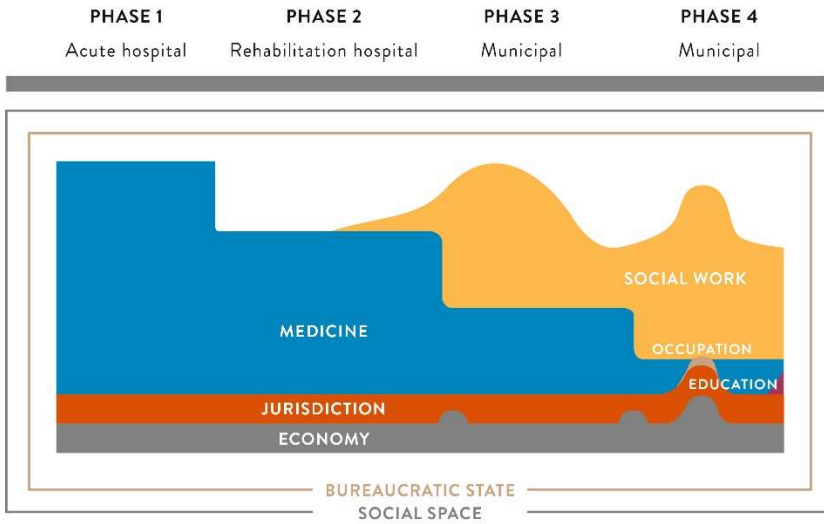 PHASE 1 PHASE 2 PHASE 3 PHASE 4
Acute hospital Rehabilitation hospital Municipal Municipal
SOCIAL WORK
MEDICINE
OCCUPATION
EDUCATION
JURISDICTION
ECONOMY
BUREAUCRATIC STATE
SOCIAL SPACE